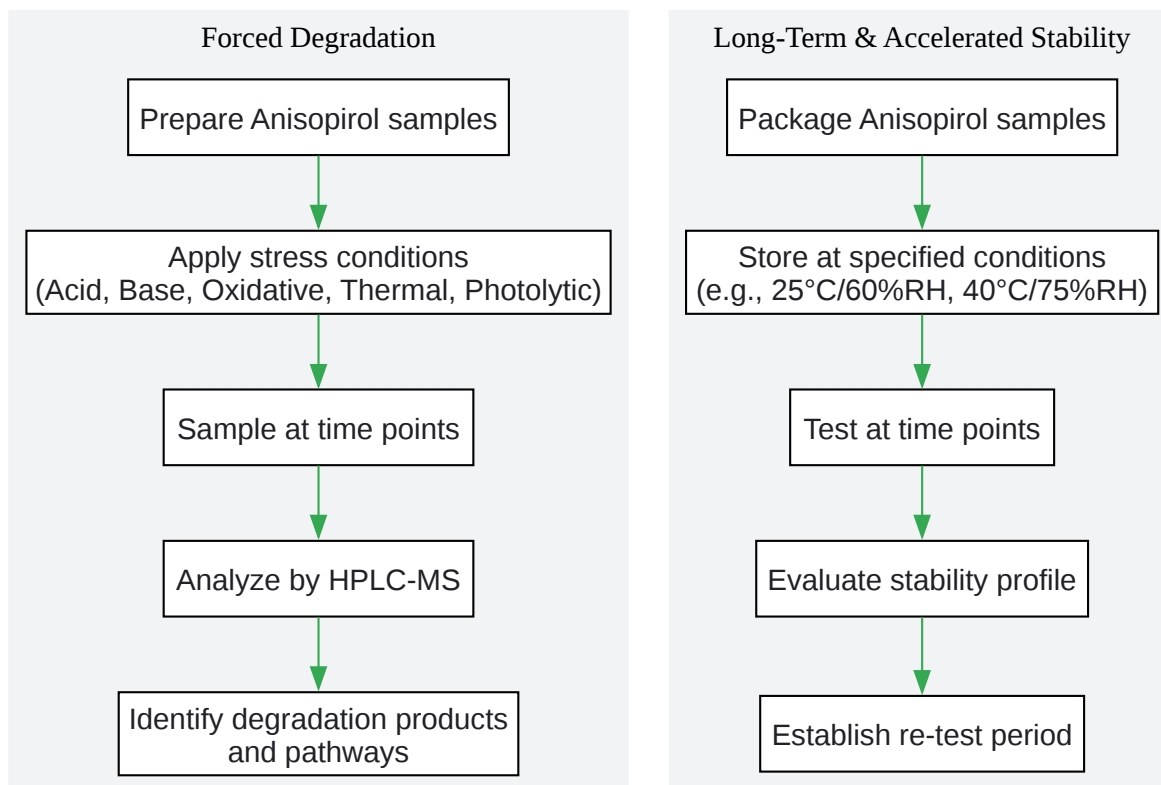 Forced Degradation
Prepare Anisopirol samples
Apply stress conditions
(Acid, Base, Oxidative, Thermal, Photolytic)
Sample at time points
Analyze by HPLC-MS
Identify degradation products
and pathways
Long-Term & Accelerated Stability
Package Anisopirol samples
Store at specified conditions
(e.g., 25°C/60%RH, 40°C/75%RH)
Test at time points
Evaluate stability profile
Establish re-test period